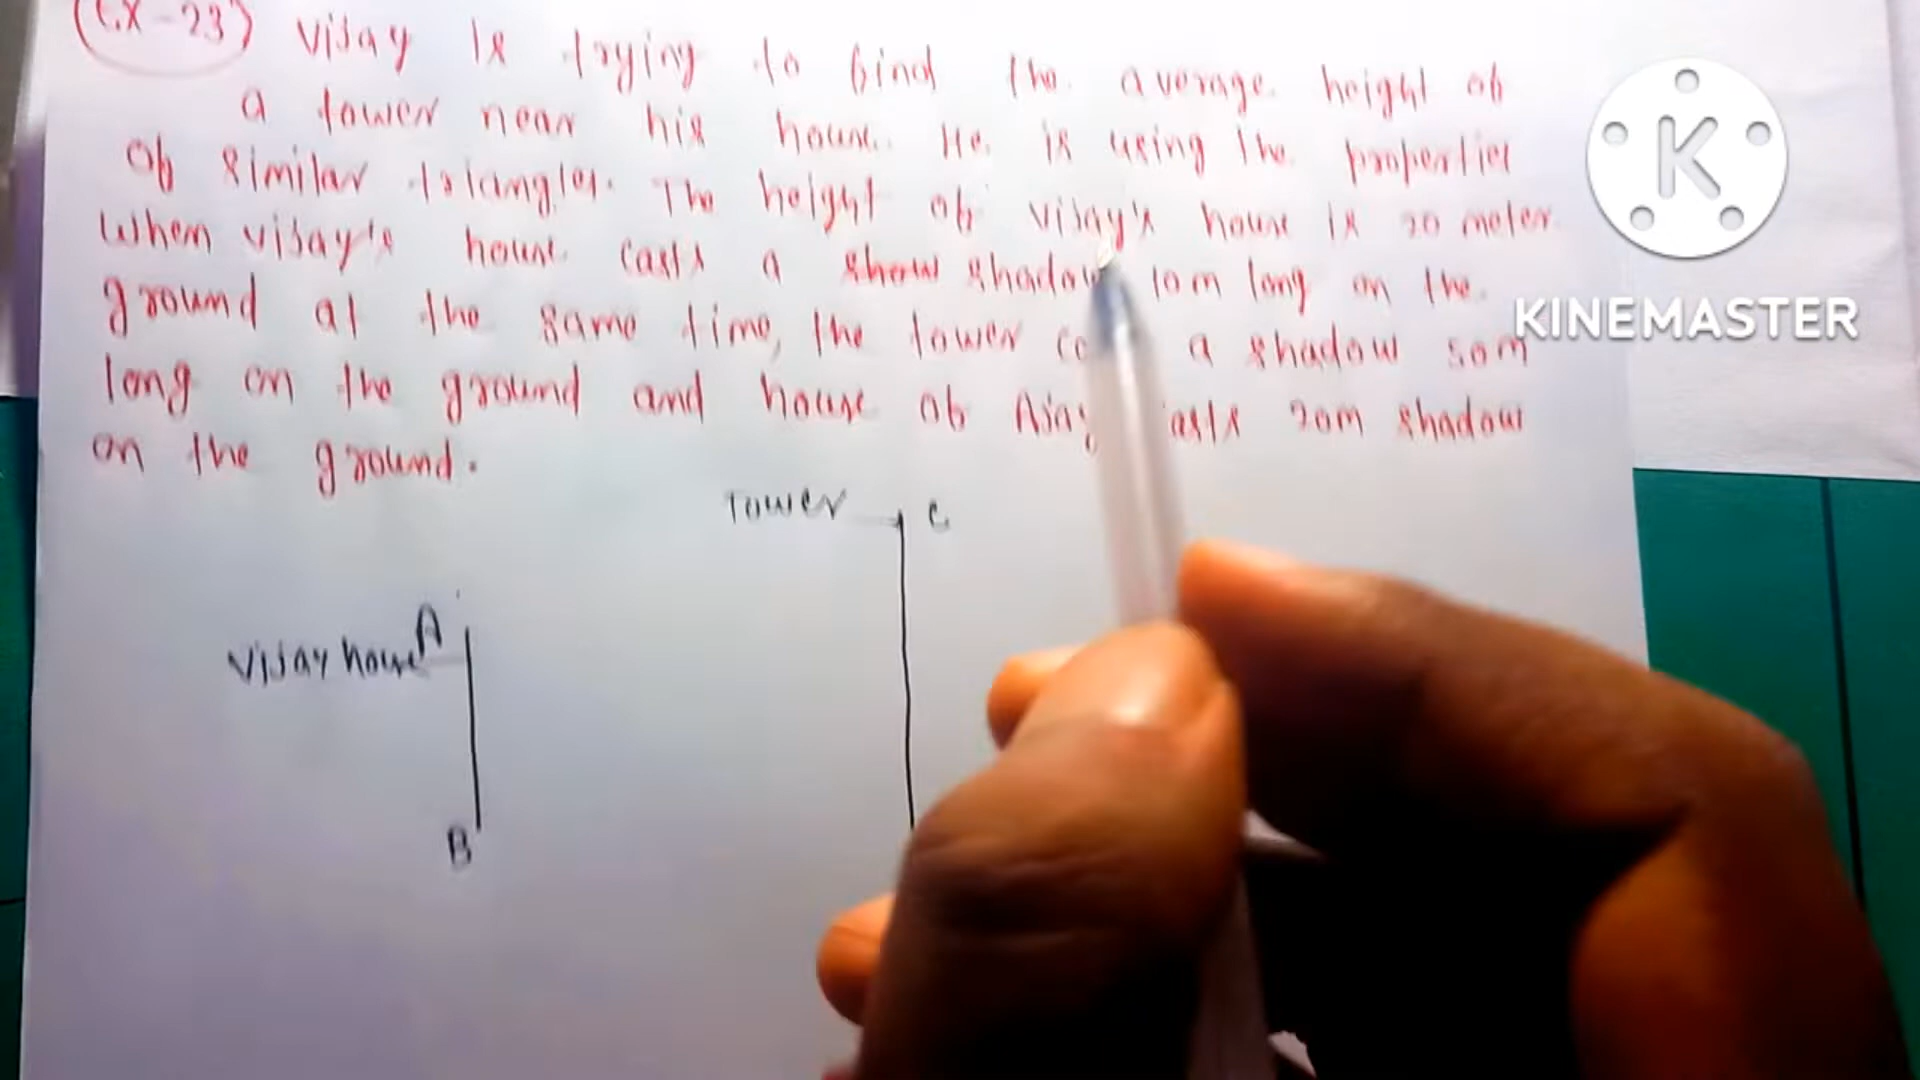 Vijay is trying to find the average height of
a tower near his house. He is using the properties
of similar triangles. The height of Vijay's house is 20 meter
When vijay's house casts a show shadow 10m long on the
ground at the same time, the tower a shadow 50m
long on the ground and house of Ajay casts 20m shadow
on the ground.
Tower C
Vijay house A
B
K
KINEMASTER